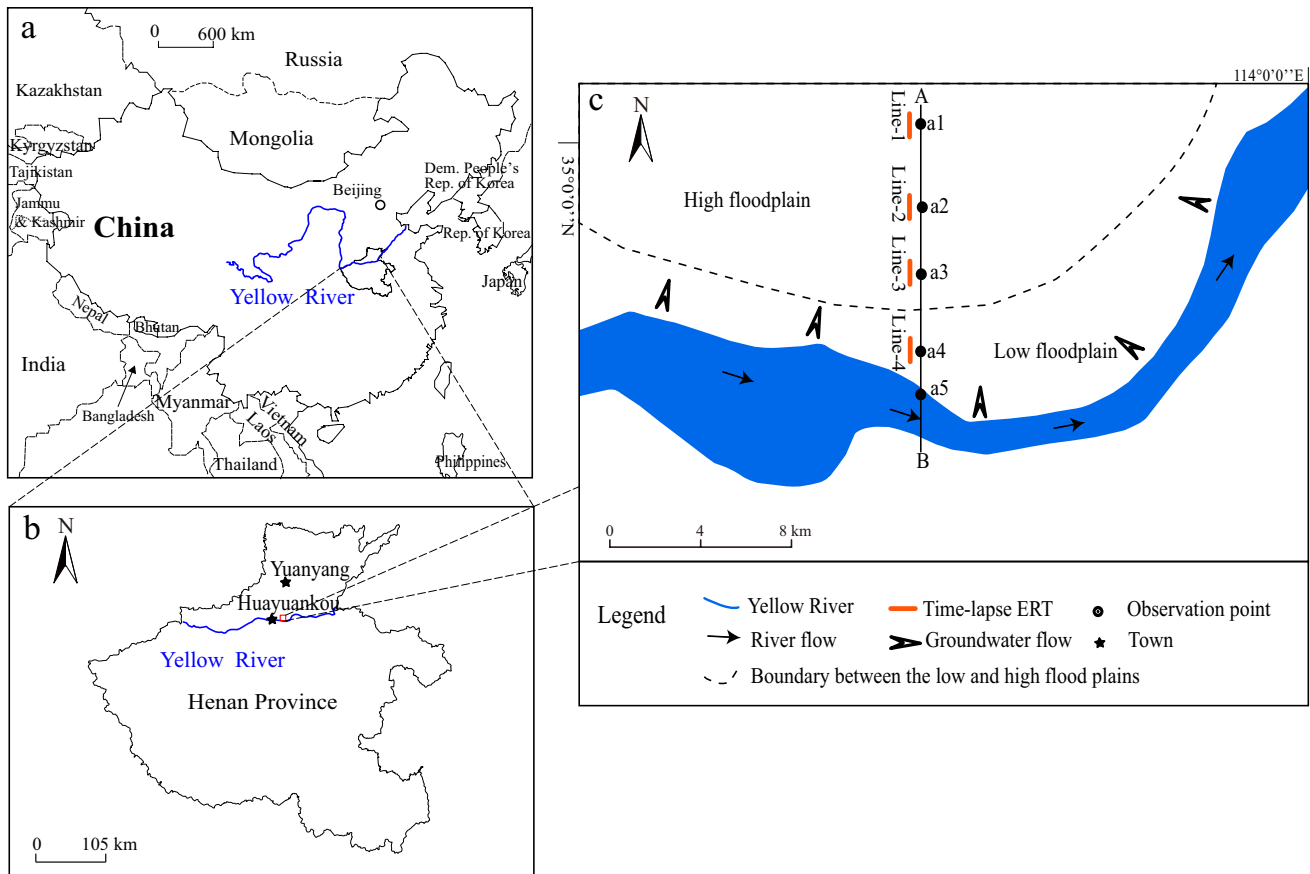 a
0 600 km
Russia
Kazakhstan
Mongolia
Kyrgyzstan
Tajikistan
Jammu
& Kashmir
Dem. People's
Rep. of Korea
Beijing
China
Rep. of Korea
Japan
Yellow River
Nepal
Bhutan
India
Bangladesh
Myanmar
Vietnam
Laos
Thailand
Philippines
b
N
Yuanyang
Huayuankou
Yellow River
Henan Province
0 105 km
114°0'0''E
35°0'0''N
c
N
A
Line-1
a1
High floodplain
Line-2
a2
Line-3
a3
Line-4
a4
Low floodplain
a5
B
0 4 8 km
Legend
Yellow River
Time-lapse ERT
Observation point
River flow
Groundwater flow
Town
Boundary between the low and high flood plains